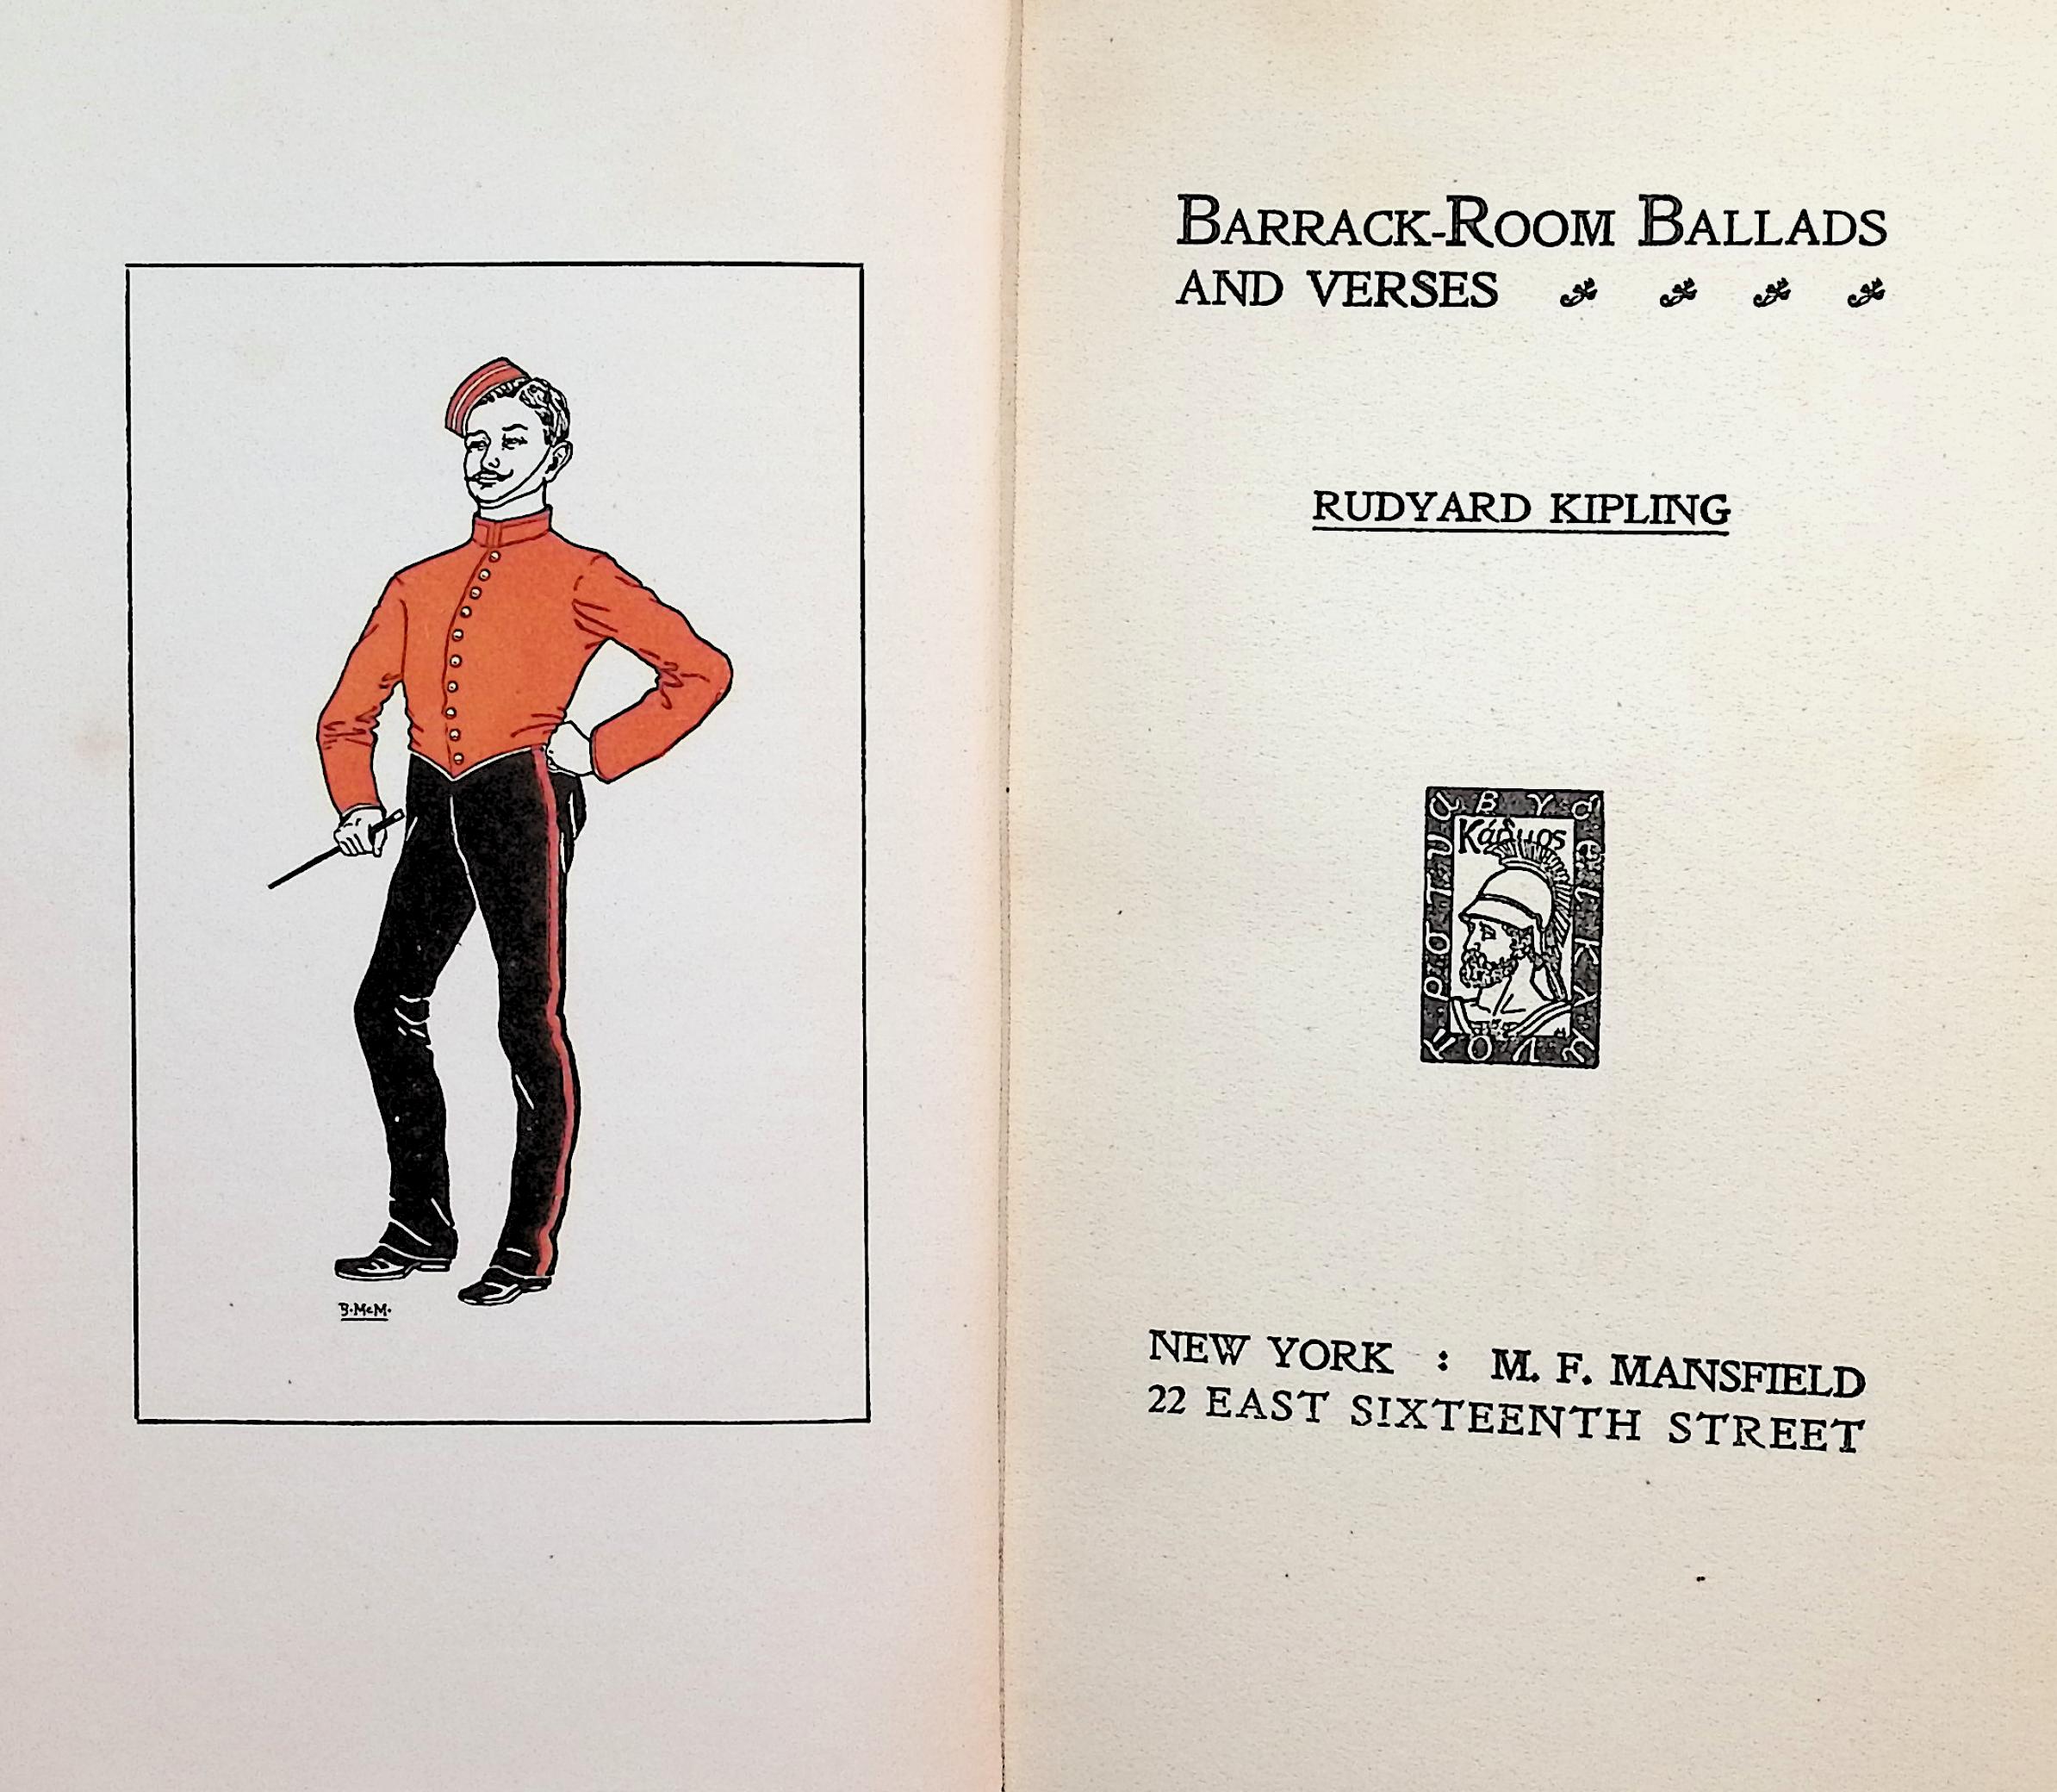 B. McM.
BARRACK-ROOM BALLADS
AND VERSES
RUDYARD KIPLING
Κάδμος
NEW YORK : M. F. MANSFIELD
22 EAST SIXTEENTH STREET